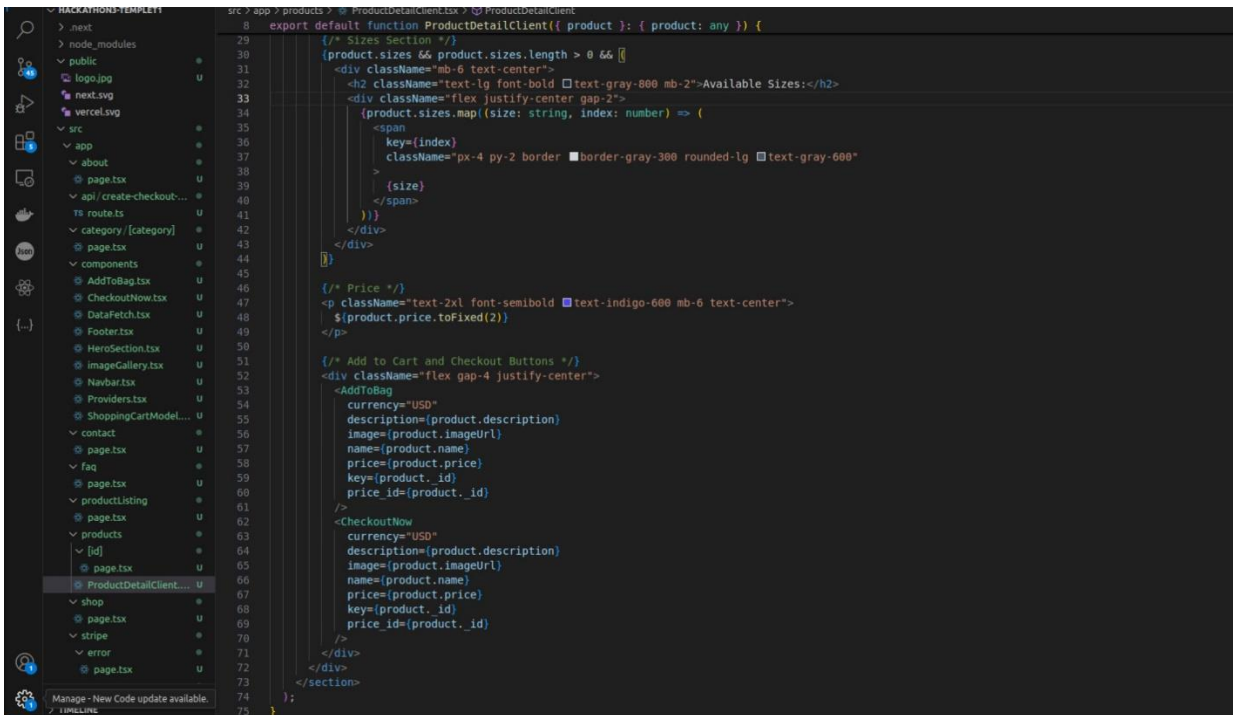 HACKATHON3-TEMPLET1
.next
node_modules
public
logo.jpg U
next.svg
vercel.svg
src
app
about
page.tsx U
api/create-checkout-...
TS route.ts U
category/[category]
page.tsx U
components
AddToBag.tsx U
CheckoutNow.tsx U
DataFetch.tsx U
Footer.tsx U
HeroSection.tsx U
imageGallery.tsx U
Navbar.tsx U
Providers.tsx U
ShoppingCartModel.... U
contact
page.tsx U
faq
page.tsx U
productListing
page.tsx U
products
[id]
page.tsx U
ProductDetailClient.... U
shop
page.tsx U
stripe
error
page.tsx U
Manage - New Code update available.
TIMELINE
45
5
Json
{...}
1
1
src > app > products > ProductDetailClient.tsx > ProductDetailClient
8 export default function ProductDetailClient({ product }: { product: any }) {
29 {/* Sizes Section */}
30 {product.sizes && product.sizes.length > 0 && (
31 <div className="mb-6 text-center">
32 <h2 className="text-lg font-bold text-gray-800 mb-2">Available Sizes:</h2>
33 <div className="flex justify-center gap-2">
34 {product.sizes.map((size: string, index: number) => (
35 <span
36 key={index}
37 className="px-4 py-2 border border-gray-300 rounded-lg text-gray-600"
38 >
39 {size}
40 </span>
41 ))}
42 </div>
43 </div>
44 )}
45
46 {/* Price */}
47 <p className="text-2xl font-semibold text-indigo-600 mb-6 text-center">
48 ${product.price.toFixed(2)}
49 </p>
50
51 {/* Add to Cart and Checkout Buttons */}
52 <div className="flex gap-4 justify-center">
53 <AddToBag
54 currency="USD"
55 description={product.description}
56 image={product.imageUrl}
57 name={product.name}
58 price={product.price}
59 key={product._id}
60 price_id={product._id}
61 />
62 <CheckoutNow
63 currency="USD"
64 description={product.description}
65 image={product.imageUrl}
66 name={product.name}
67 price={product.price}
68 key={product._id}
69 price_id={product._id}
70 />
71 </div>
72 </div>
73 </section>
74 );
75 }